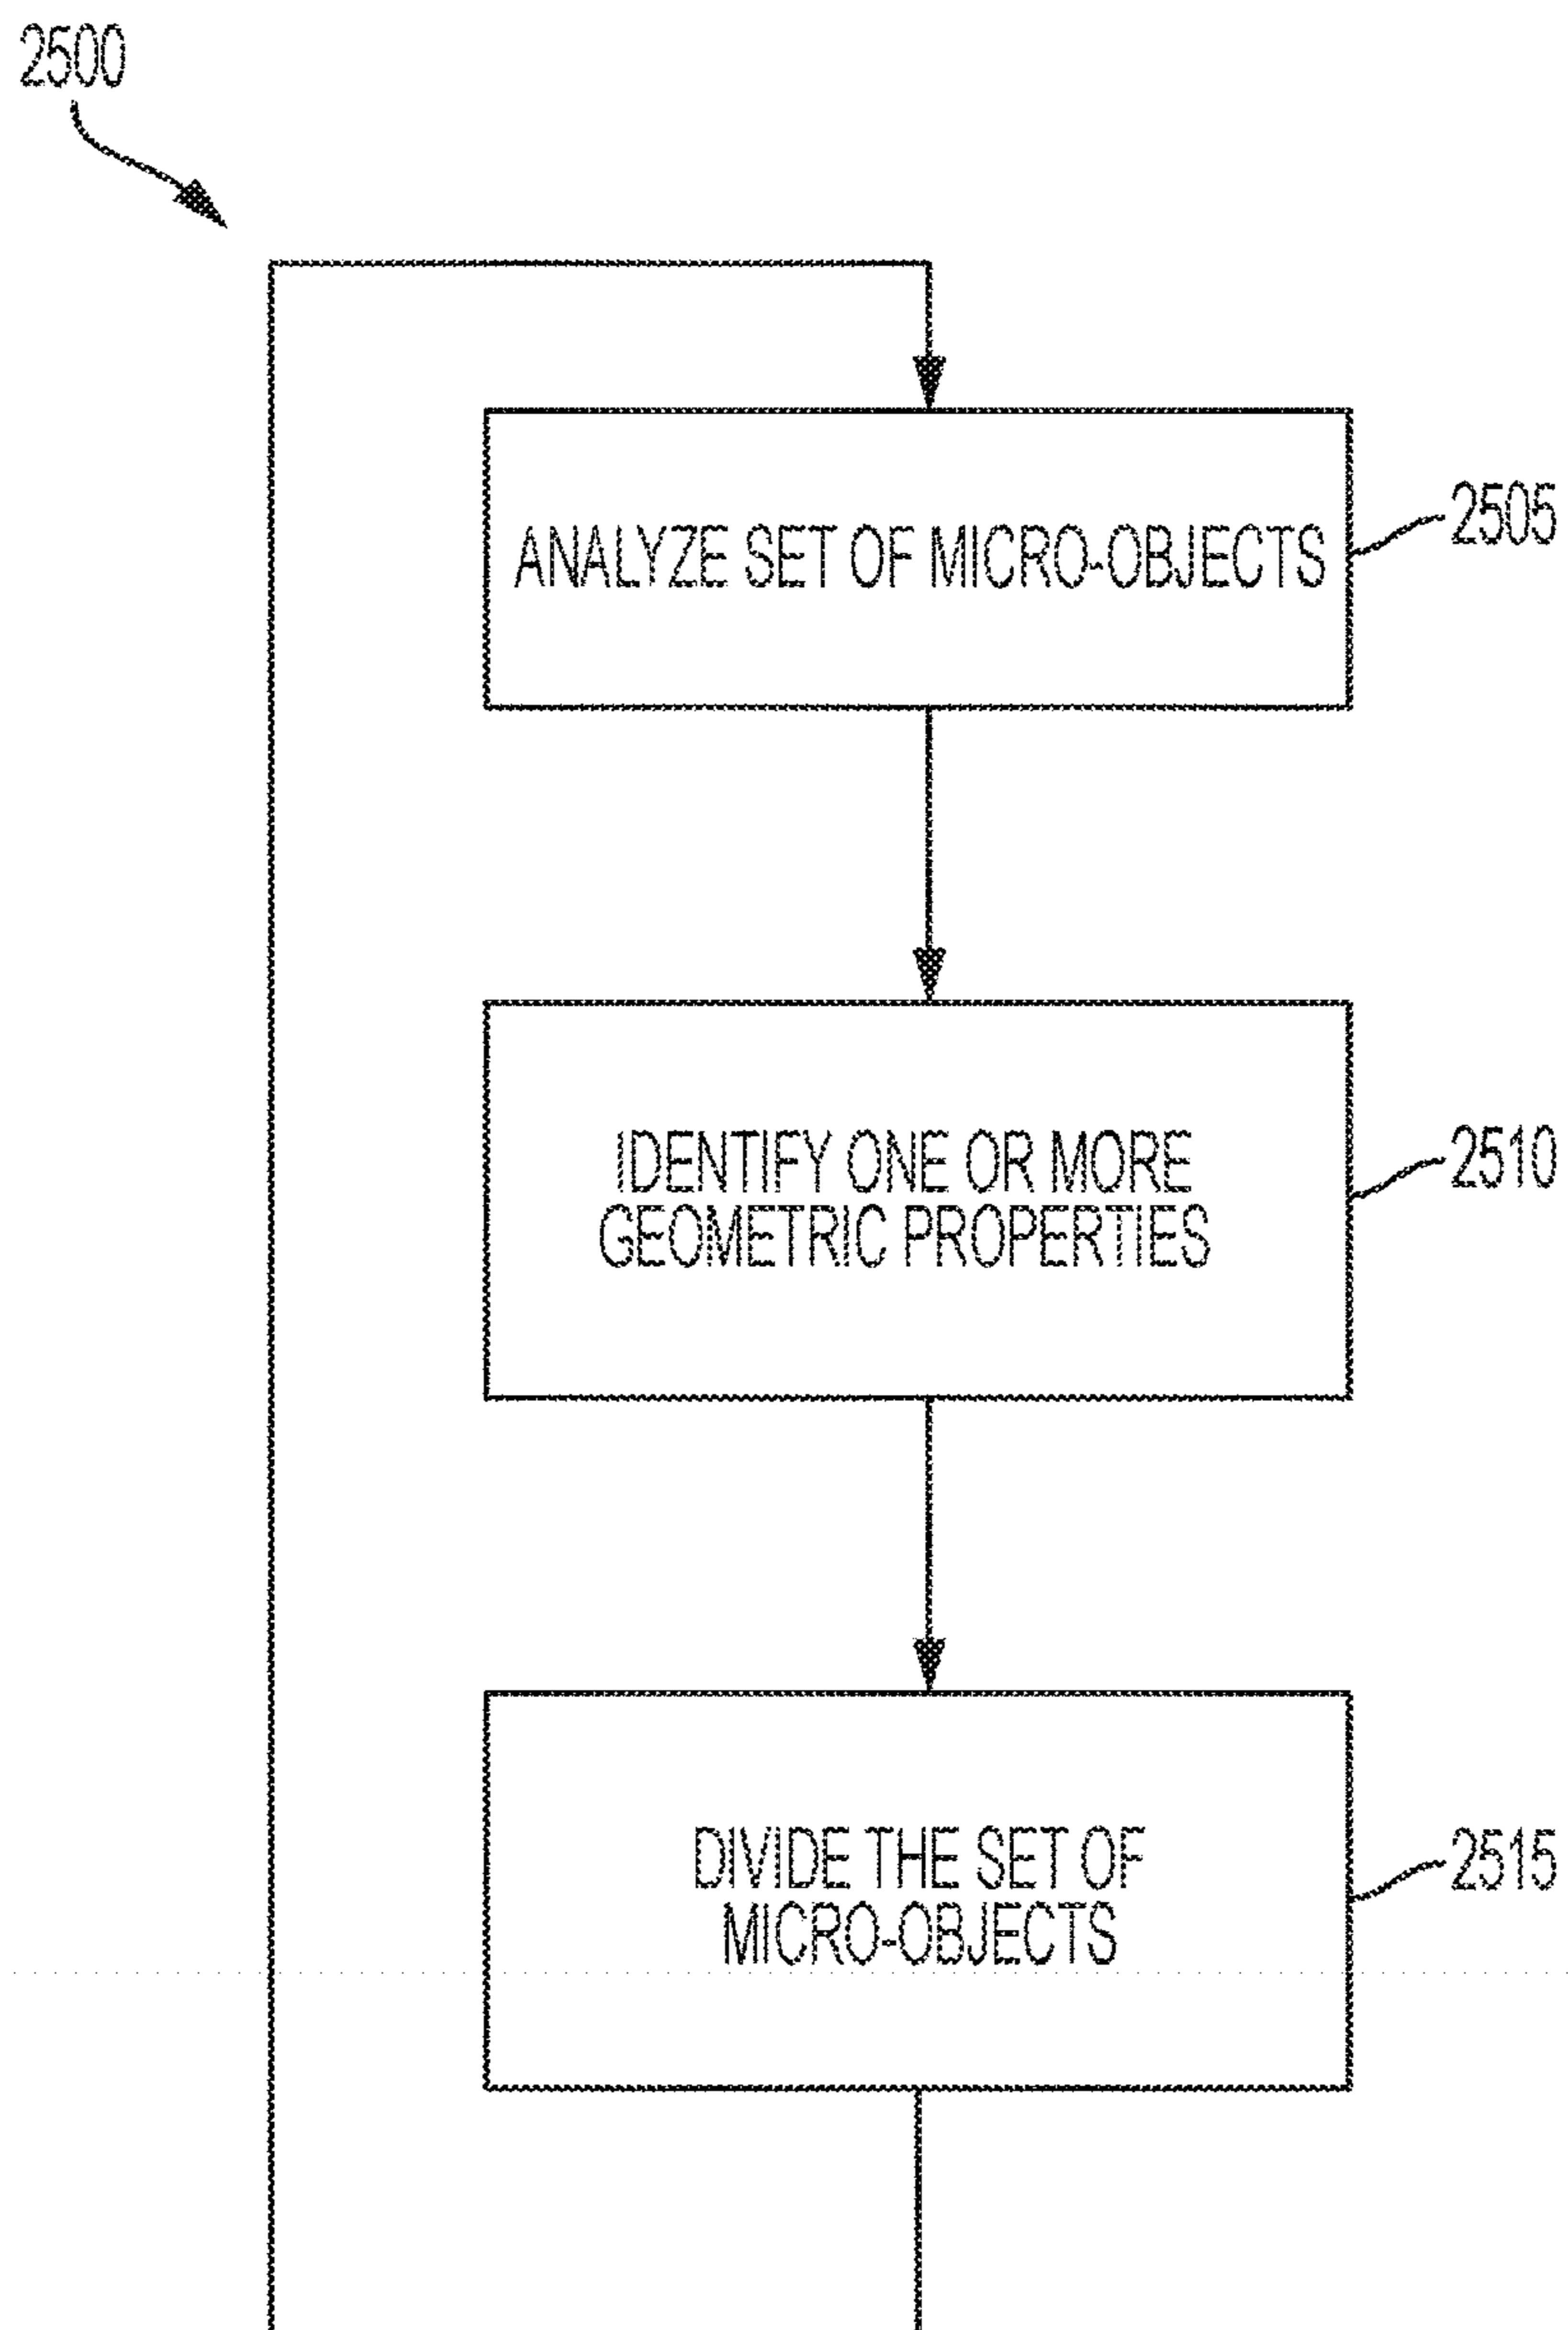 2500
ANALYZE SET OF MICRO-OBJECTS
2505
IDENTIFY ONE OR MORE
GEOMETRIC PROPERTIES
2510
DIVIDE THE SET OF
MICRO-OBJECTS
2515